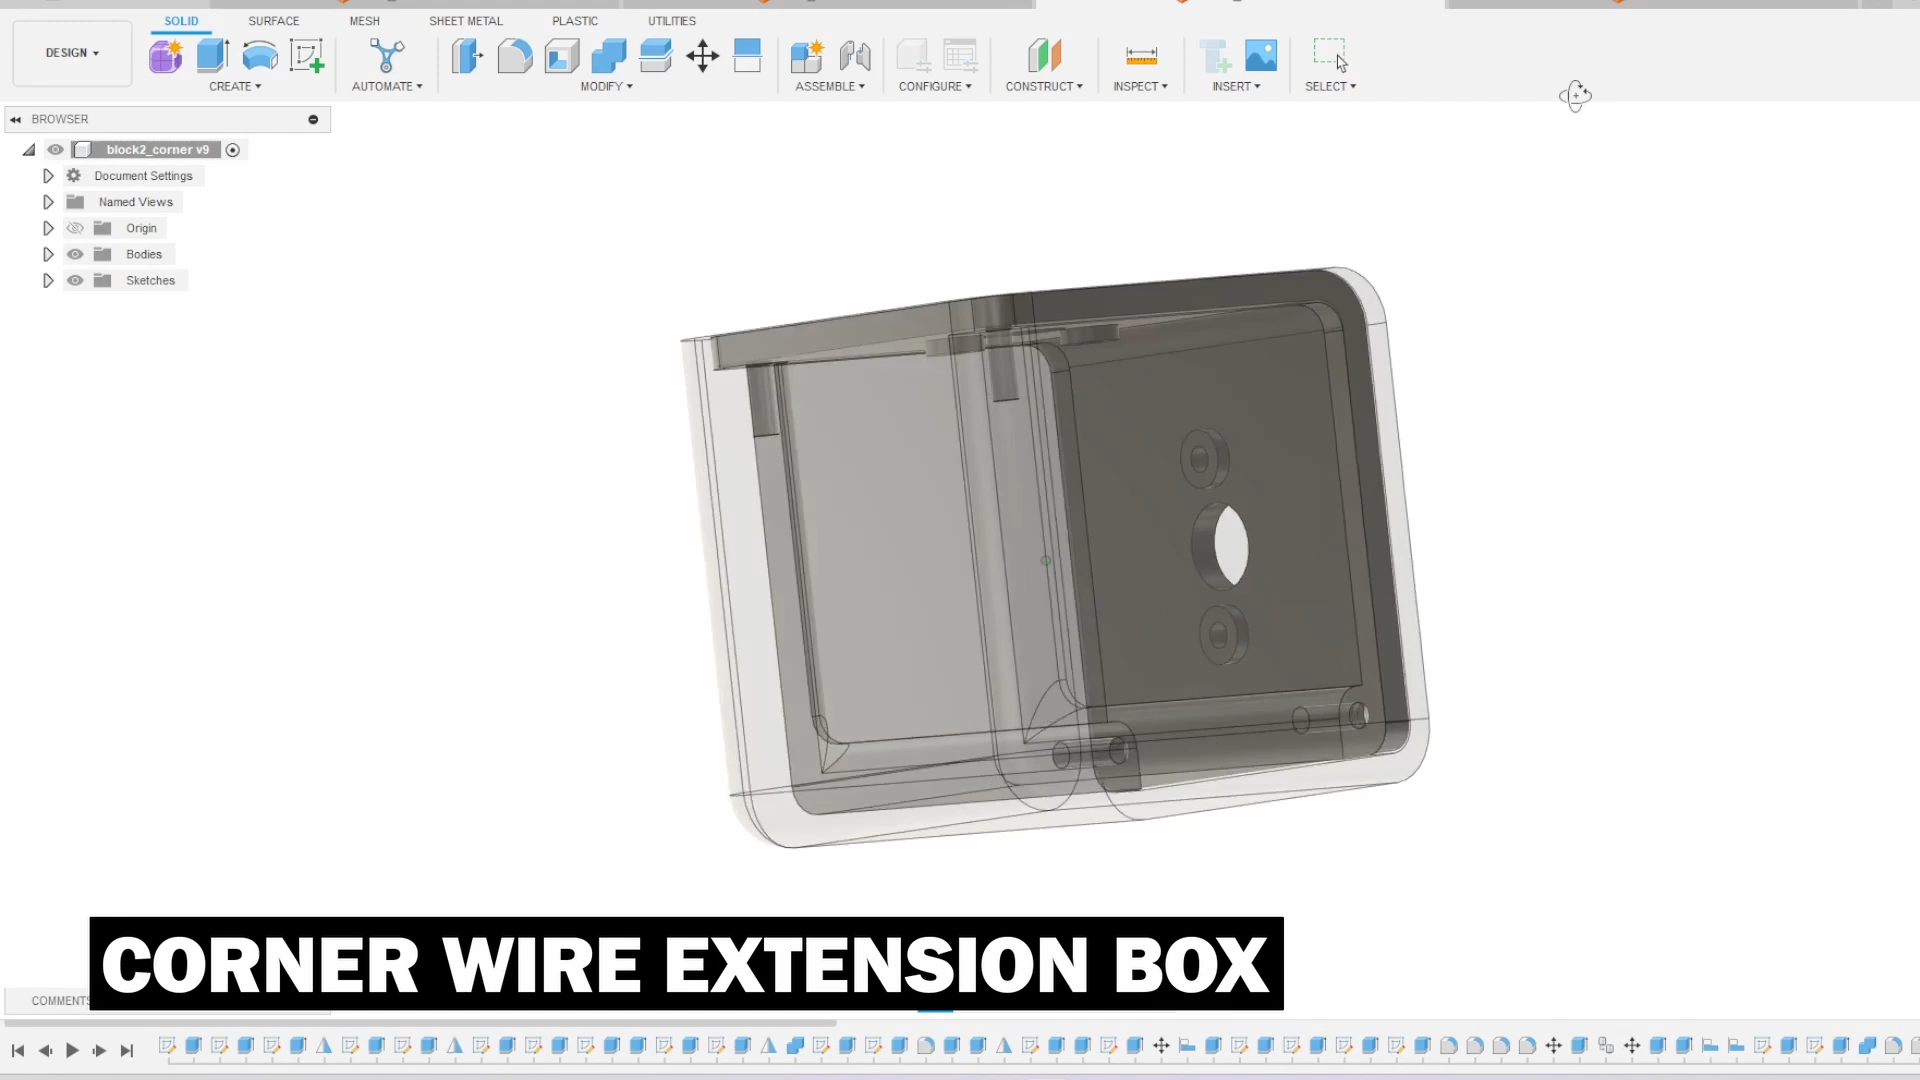 SOLID SURFACE MESH SHEET METAL PLASTIC UTILITIES
DESIGN
CREATE AUTOMATE MODIFY ASSEMBLE CONFIGURE CONSTRUCT INSPECT INSERT SELECT
BROWSER
block2_corner v9
Document Settings
Named Views
Origin
Bodies
Sketches
CORNER WIRE EXTENSION BOX
COMMENTS